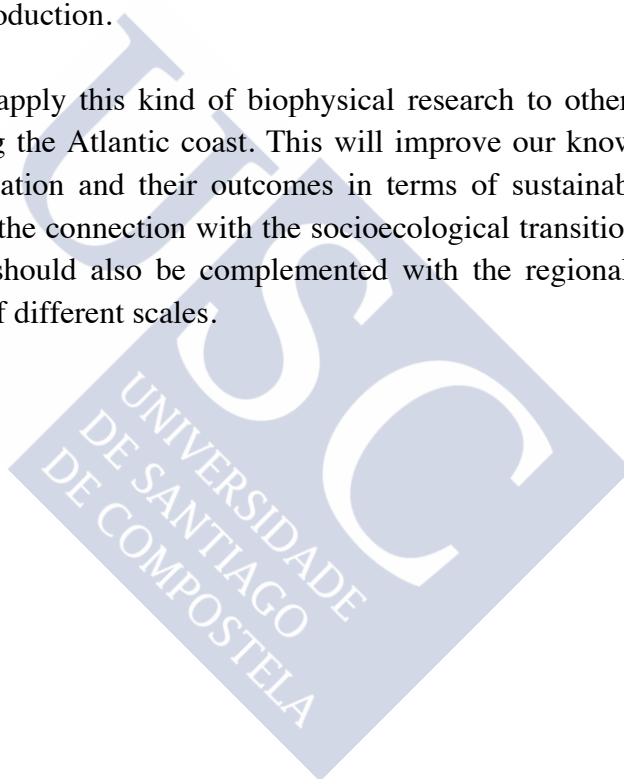 oduction.
apply this kind of biophysical research to other
g the Atlantic coast. This will improve our know
ation and their outcomes in terms of sustainab
the connection with the socioecological transitio
should also be complemented with the regional
f different scales.
USC
UNIVERSIDADE
DE SANTIAGO
DE COMPOSTELA